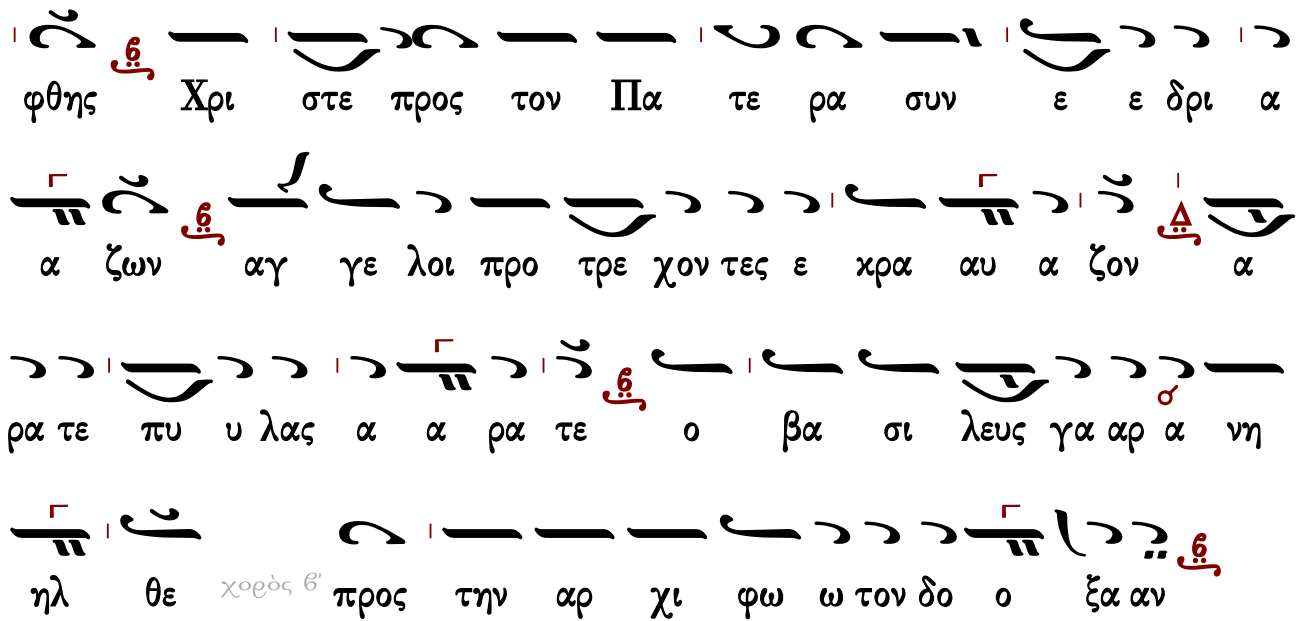 φθης Χρι στε προς τον Πα τε ρα συν ε ε δρι α
α ζων αγ γε λοι προ τρε χον τες ε κρα αυ α ζον α
ρα τε πυ υ λας α α ρα τε ο βα σι λευς γα αρ α νη
ηλ θε χορὸς βʹ προς την αρ χι φω ω τον δο ο ξα αν